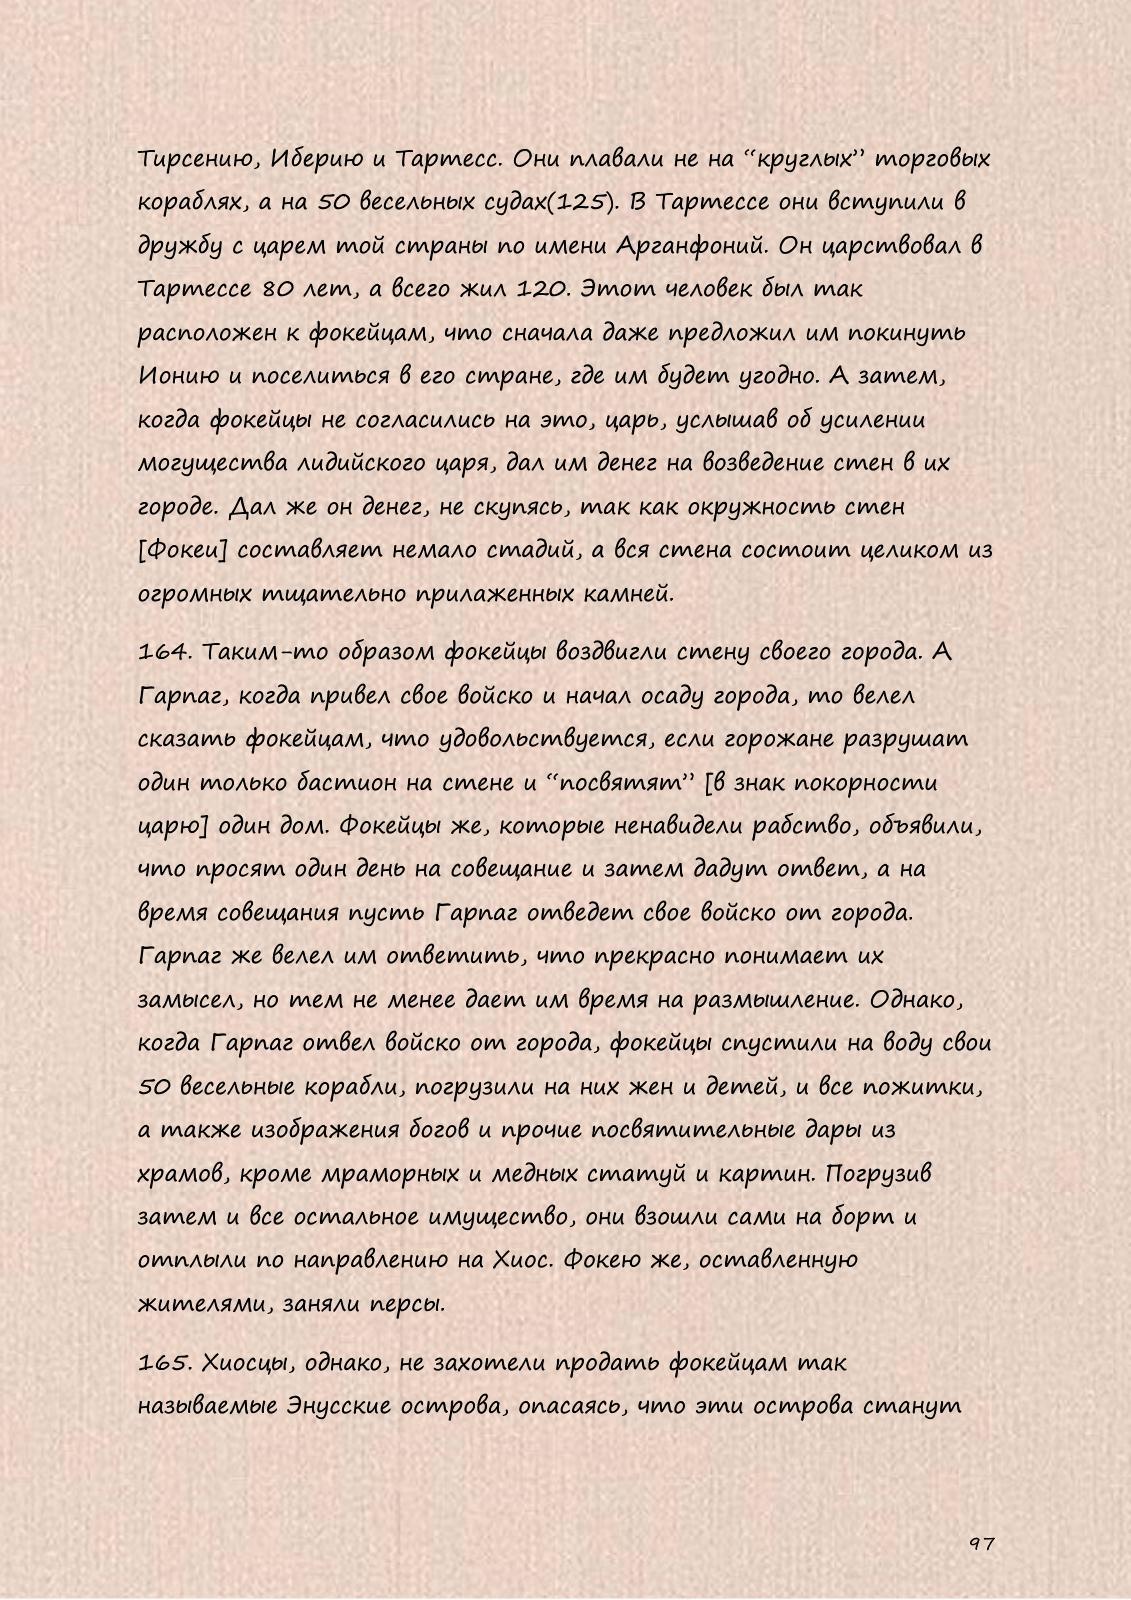 Тирсению, Иберию и Тартесс. Они плавали не на “круглых” торговых
кораблях, а на 50 весельных судах(125). В Тартессе они вступили в
дружбу с царем той страны по имени Арганфоний. Он царствовал в
Тартессе 80 лет, а всего жил 120. Этот человек был так
расположен к фокейцам, что сначала даже предложил им покинуть
Ионию и поселиться в его стране, где им будет угодно. А затем,
когда фокейцы не согласились на это, царь, услышав об усилении
могущества лидийского царя, дал им денег на возведение стен в их
городе. Дал же он денег, не скупясь, так как окружность стен
[Фокеи] составляет немало стадий, а вся стена состоит целиком из
огромных тщательно прилаженных камней.
164. Таким-то образом фокейцы воздвигли стену своего города. А
Гарпаг, когда привел свое войско и начал осаду города, то велел
сказать фокейцам, что удовольствуется, если горожане разрушат
один только бастион на стене и “посвятят” [в знак покорности
царю] один дом. Фокейцы же, которые ненавидели рабство, объявили,
что просят один день на совещание и затем дадут ответ, а на
время совещания пусть Гарпаг отведет свое войско от города.
Гарпаг же велел им ответить, что прекрасно понимает их
замысел, но тем не менее дает им время на размышление. Однако,
когда Гарпаг отвел войско от города, фокейцы спустили на воду свои
50 весельные корабли, погрузили на них жен и детей, и все пожитки,
а также изображения богов и прочие посвятительные дары из
храмов, кроме мраморных и медных статуй и картин. Погрузив
затем и все остальное имущество, они взошли сами на борт и
отплыли по направлению на Хиос. Фокею же, оставленную
жителями, заняли персы.
165. Хиосцы, однако, не захотели продать фокейцам так
называемые Энусские острова, опасаясь, что эти острова станут
97